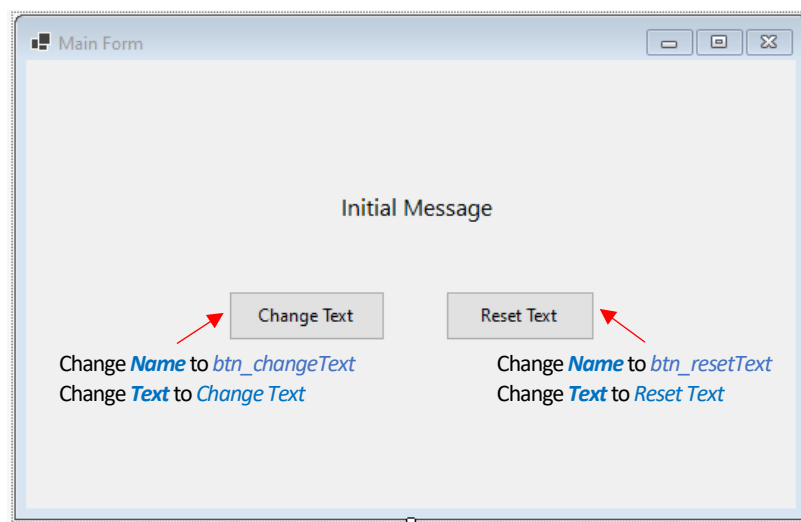 Main Form
Initial Message
Change Text
Reset Text
Change Name to btn_changeText
Change Text to Change Text
Change Name to btn_resetText
Change Text to Reset Text